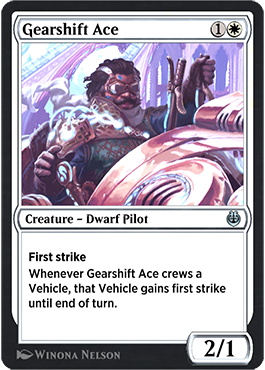 Gearshift Ace 1
Creature – Dwarf Pilot
First strike
Whenever Gearshift Ace crews a
Vehicle, that Vehicle gains first strike
until end of turn.
Winona Nelson
2/1